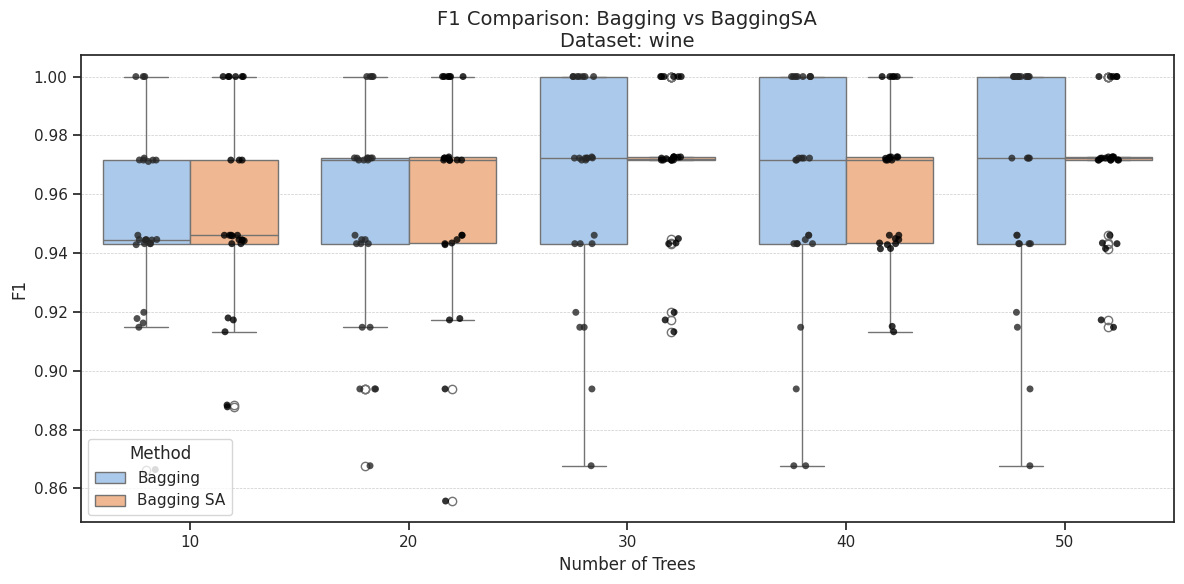 F1 Comparison: Bagging vs BaggingSA
Dataset: wine
1.00
0.98
0.96
0.94
0.92
0.90
0.88
0.86
F1
Method
Bagging
Bagging SA
10
20
30
40
50
Number of Trees